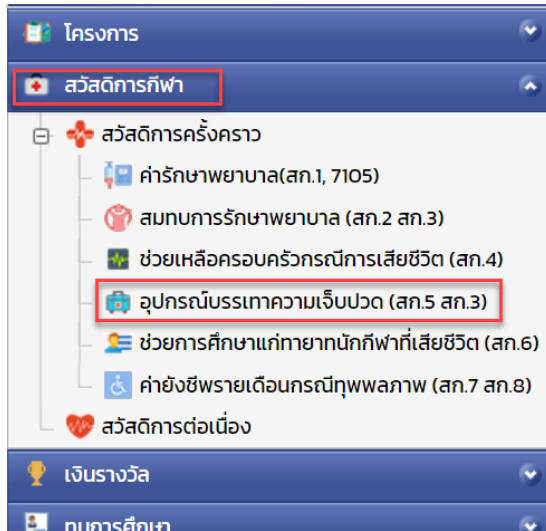 โครงการ
สวัสดิการกีฬา
สวัสดิการครั้งคราว
ค่ารักษาพยาบาล(สก.1, 7105)
สมทบการรักษาพยาบาล (สก.2 สก.3)
ช่วยเหลือครอบครัวกรณีการเสียชีวิต (สก.4)
อุปกรณ์บรรเทาความเจ็บปวด (สก.5 สก.3)
ช่วยการศึกษาแก่ทายาทนักกีฬาที่เสียชีวิต (สก.6)
ค่ายังชีพรายเดือนกรณีทุพพลภาพ (สก.7 สก.8)
สวัสดิการต่อเนื่อง
เงินรางวัล
ทุนการศึกษา